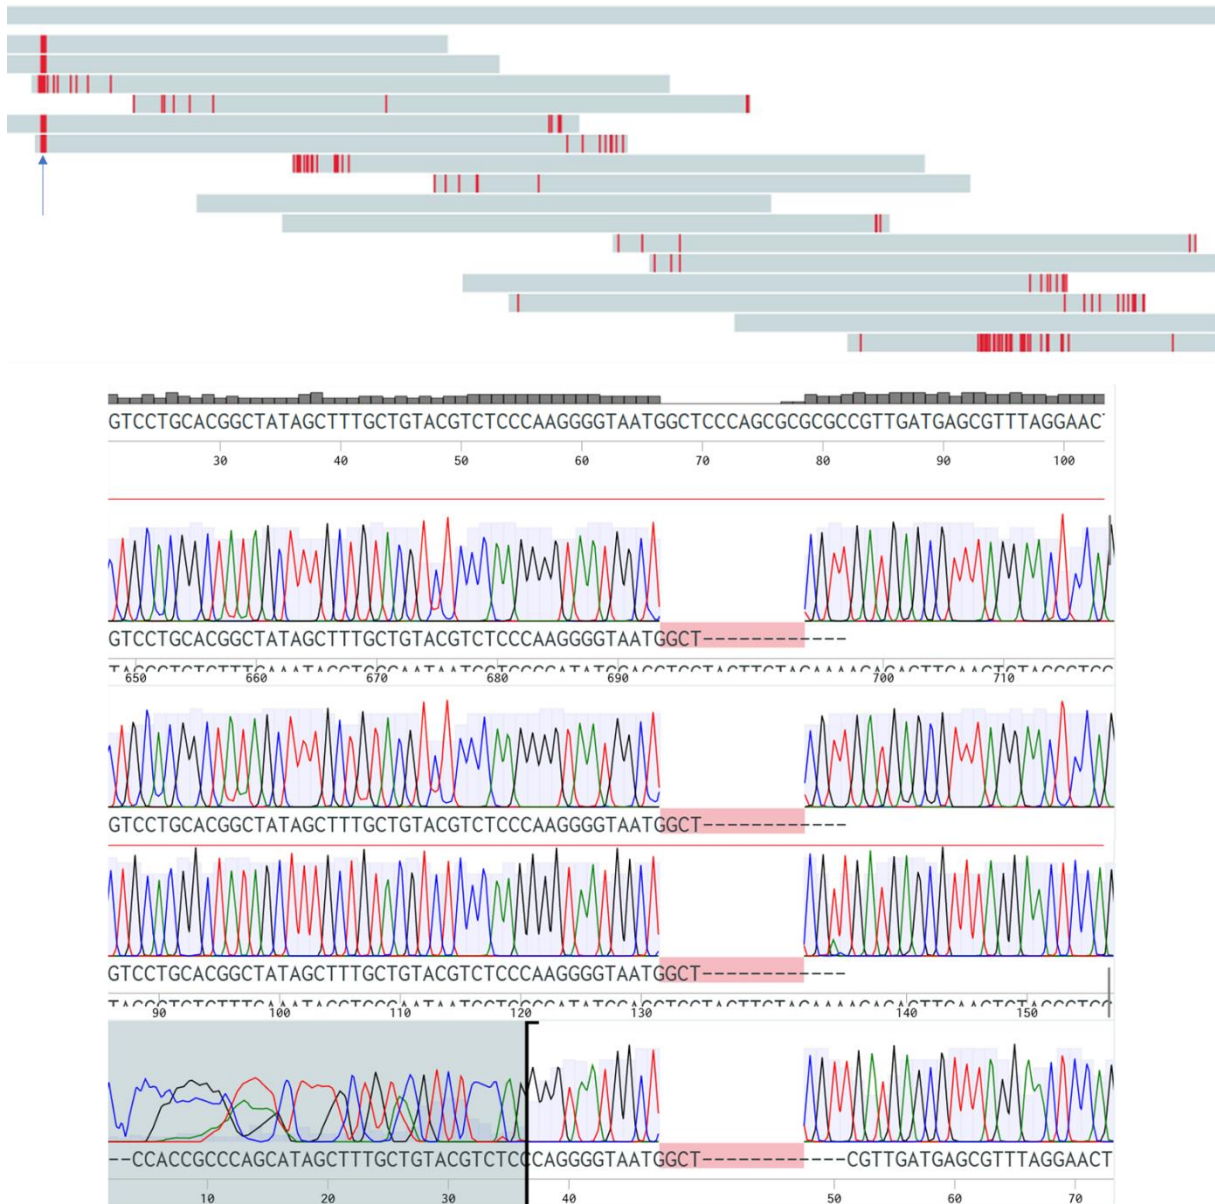 GTCCTGCACGGCTATAGCTTTGCTGTACGTCTCCCAAGGGGTAATGGCTCCCAGCGCGCGCCGTTGATGAGCGTTTAGGAAC
30 40 50 60 70 80 90 100
GTCCTGCACGGCTATAGCTTTGCTGTACGTCTCCCAAGGGGTAATGGCT------------
650 660 670 680 690 700 710
GTCCTGCACGGCTATAGCTTTGCTGTACGTCTCCCAAGGGGTAATGGCT------------
GTCCTGCACGGCTATAGCTTTGCTGTACGTCTCCCAAGGGGTAATGGCT------------
90 100 110 120 130 140 150
--CCACCGCCCAGCATAGCTTTGCTGTACGTCTCCCAGGGGTAATGGCT------------CGTTGATGAGCGTTTAGGAACT
10 20 30 40 50 60 70